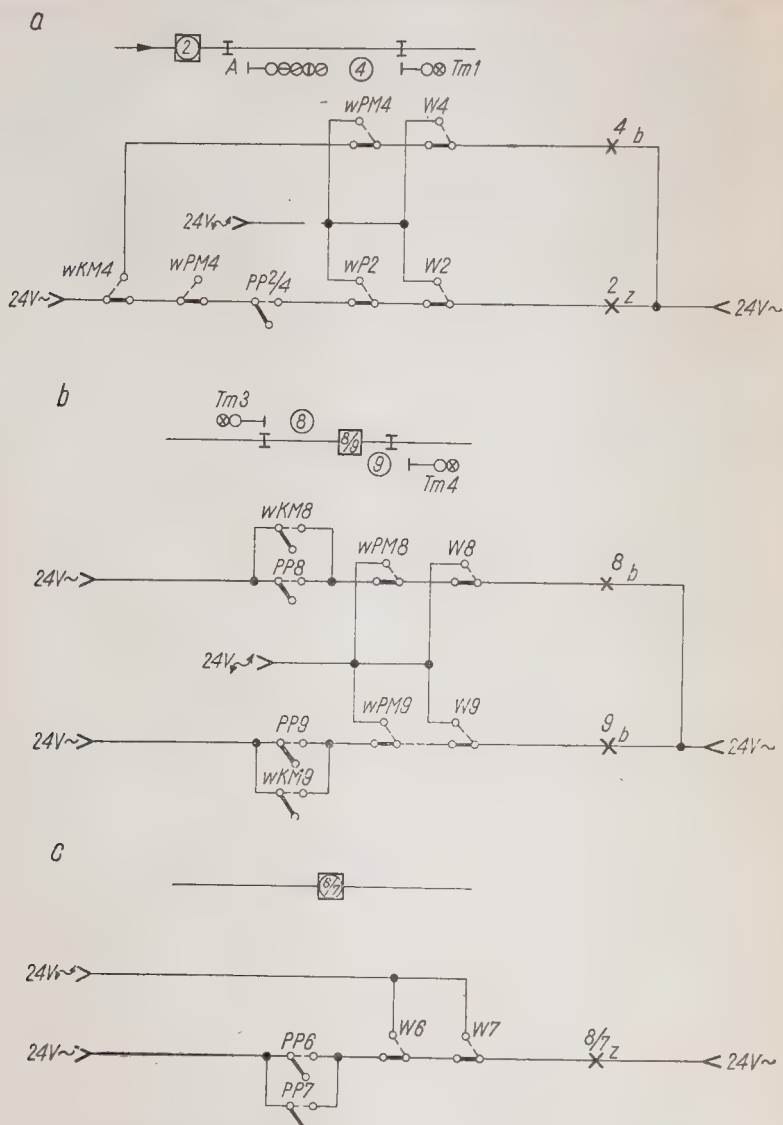 a
2
A 4 Tm1
wPM4 W4
4 b
24V
wKM4 wPM4 PP2/4 wP2 W2
2 z
24V~ 24V~
b
Tm3
8 8/9
9
Tm4
wKM8
PP8 wPM8 W8
8 b
24V~
24V
PP9 wPM9 W9
9 b
24V~ 24V~
wKM9
c
6/7
24V
PP6 W6 W7
8/7 z
24V~ 24V~
PP7